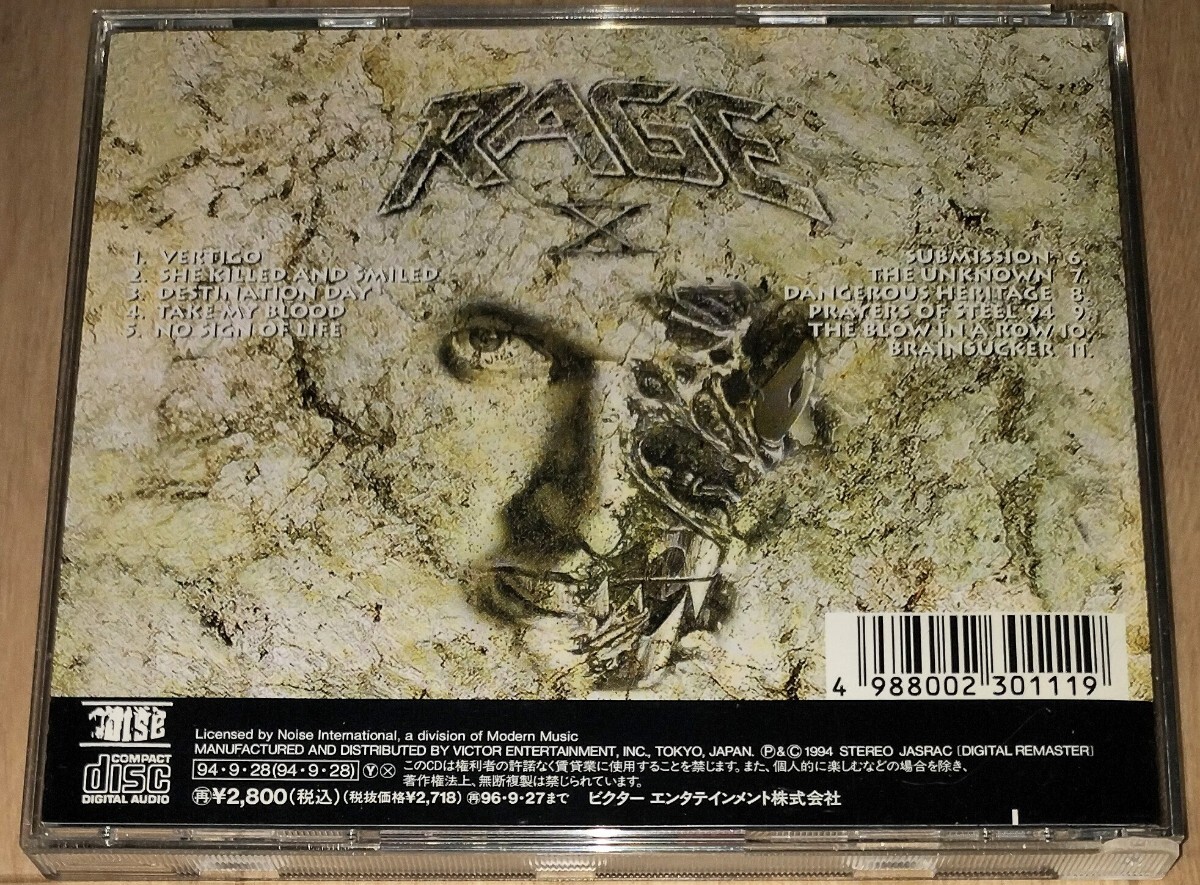 RAGE
X
1. VERTIGO
2. SHE KILLED AND SMILED
3. DESTINATION DAY
4. TAKE MY BLOOD
5. NO SIGN OF LIFE
SUBMISSION 6.
THE UNKNOWN 7.
DANGEROUS HERITAGE 8.
PRAYERS OF STEEL '94 9.
THE BLOW IN A ROW 10.
BRAINSUCKER 11.
4 988002 301119
NOISE
COMPACT
disc
DIGITAL AUDIO
Licensed by Noise International, a division of Modern Music
MANUFACTURED AND DISTRIBUTED BY VICTOR ENTERTAINMENT, INC., TOKYO, JAPAN. Ⓟ&Ⓒ 1994 STEREO JASRAC [DIGITAL REMASTER]
94・9・28(94・9・28) Ⓨ Ⓧ このCDは権利者の許諾なく賃貸業に使用することを禁じます。また、個人的に楽しむなどの場合を除き、
著作権法上、無断複製は禁じられています。
再¥2,800(税込)(税抜価格¥2,718) 再96・9・27まで ビクター エンタテインメント株式会社